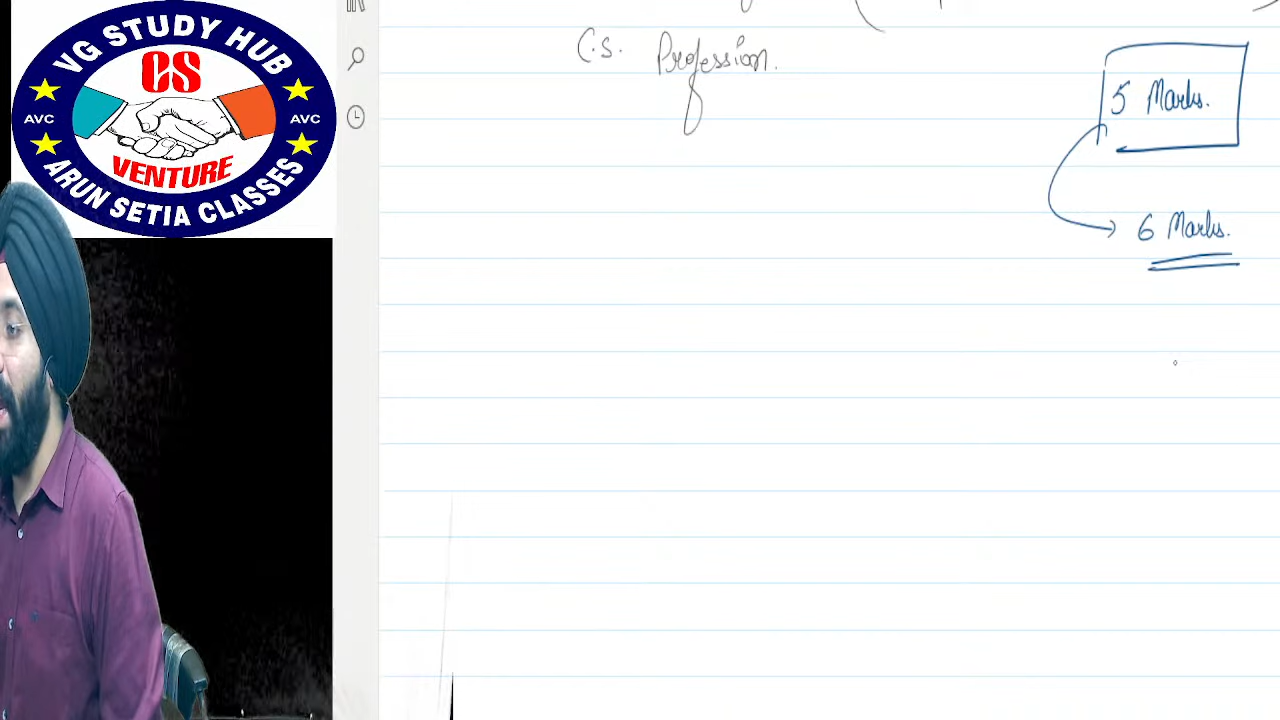 VG STUDY HUB
CS
AVC
AVC
VENTURE
ARUN SETIA CLASSES
C.S. Profession.
5 Marks.
6 Marks.